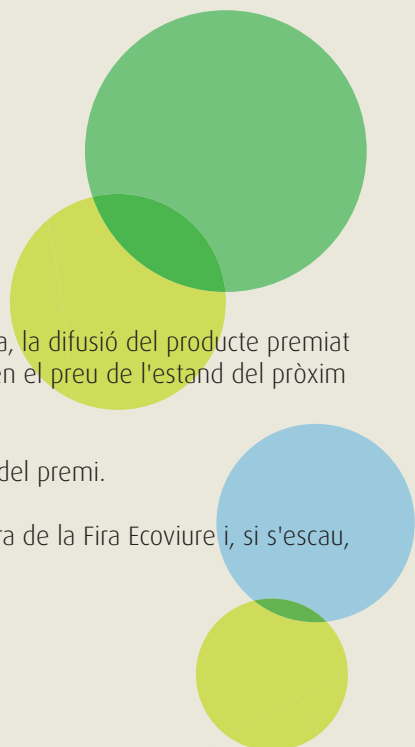 a, la difusió del producte premiat
en el preu de l'estand del pròxim
del premi.
ra de la Fira Ecoviure i, si s'escau,